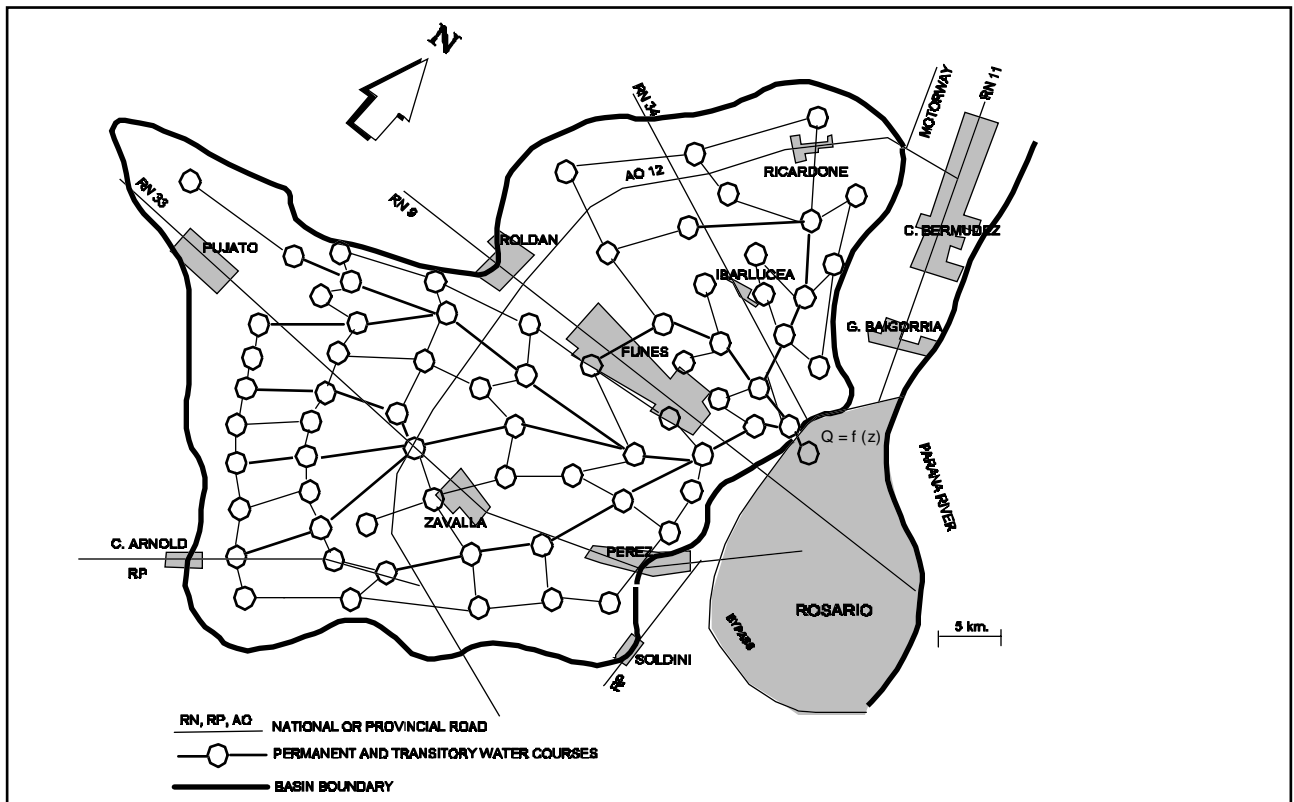 N
RN 34
MOTORWAY
RN 11
RN 33
RN 9
AO 12
RICARDONE
PUJATO
ROLDAN
C. BERMUDEZ
IBARLUCEA
G. BAIGORRIA
FUNES
Q = f (z)
PARANA RIVER
ZAVALLA
C. ARNOLD
RP
PEREZ
ROSARIO
BYPASS
5 km.
SOLDINI
RP
RN, RP, AO NATIONAL OR PROVINCIAL ROAD
PERMANENT AND TRANSITORY WATER COURSES
BASIN BOUNDARY